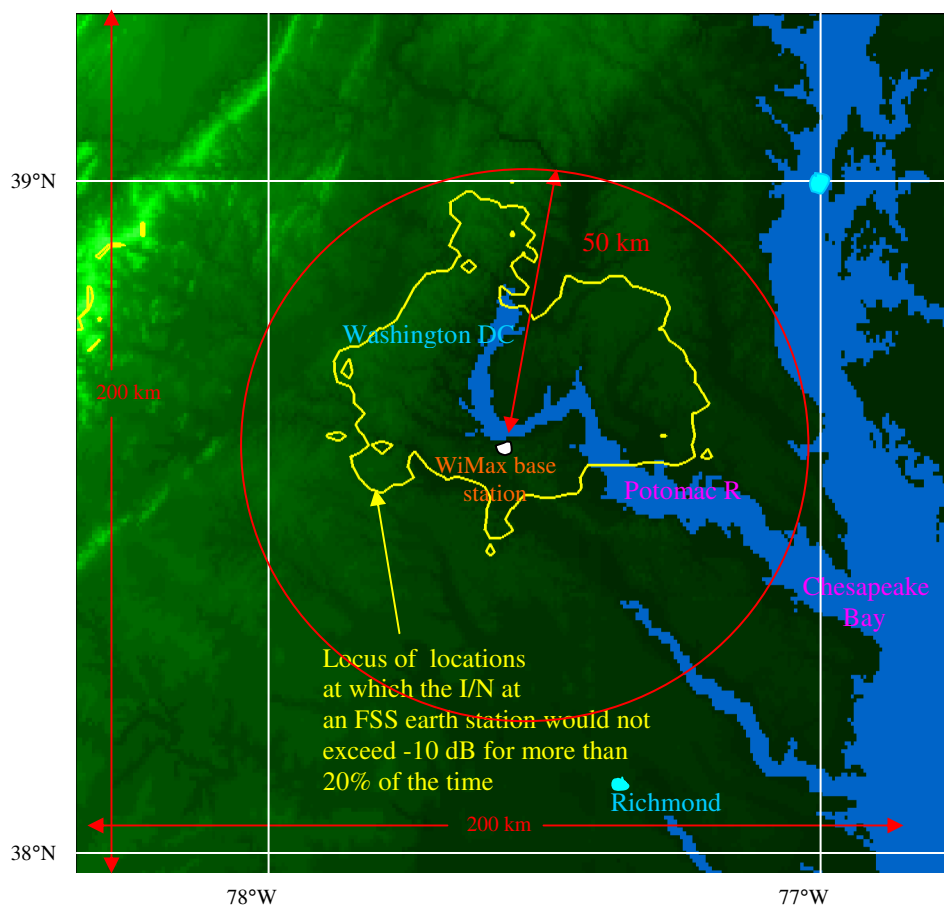 39°N
50 km
Washington DC
200 km
WiMax base
station
Potomac R
Chesapeake
Bay
Locus of locations
at which the I/N at
an FSS earth station would not
exceed -10 dB for more than
20% of the time
Richmond
200 km
38°N
78°W
77°W